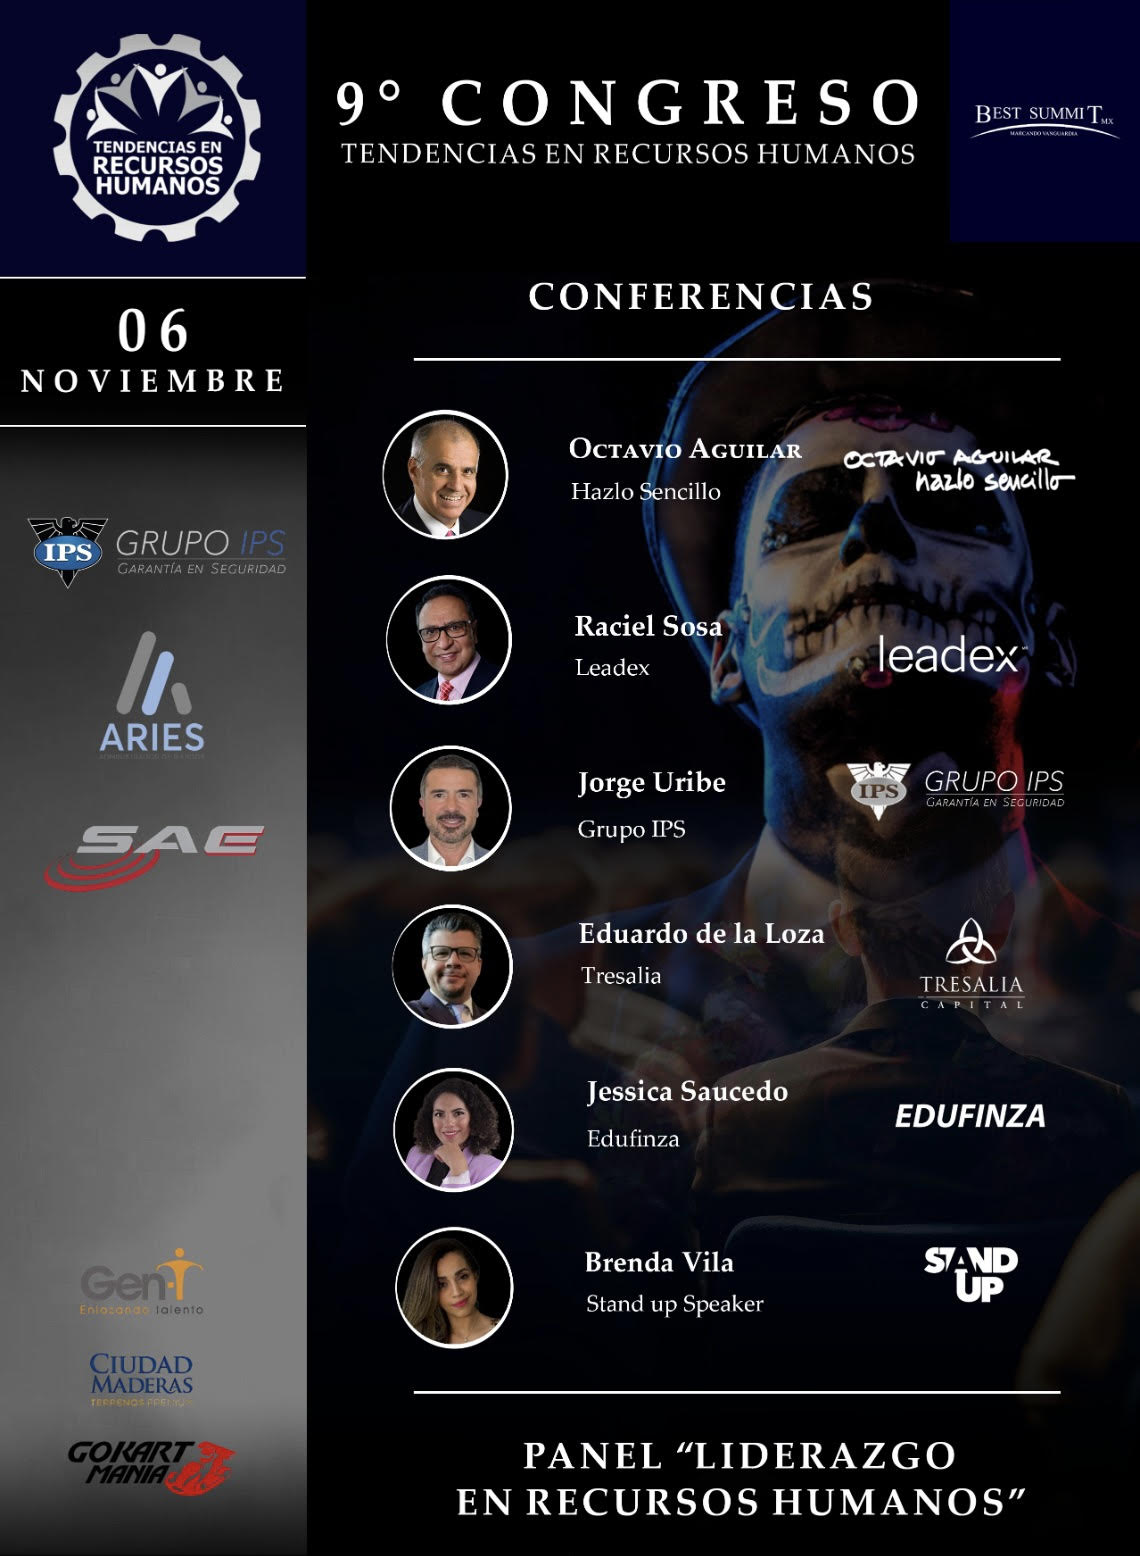 TENDENCIAS EN
RECURSOS
HUMANOS
9° CONGRESO
TENDENCIAS EN RECURSOS HUMANOS
BEST SUMMIT MX
MARCANDO VANGUARDIA
06
NOVIEMBRE
IPS
GRUPO IPS
GARANTÍA EN SEGURIDAD
ARIES
SAE
Gen-T
Enlazando talento
CIUDAD
MADERAS
GOKART
MANIA
CONFERENCIAS
OCTAVIO AGUILAR
Hazlo Sencillo
OCTAVIO AGUILAR
hazlo sencillo
Raciel Sosa
Leadex
leadex
Jorge Uribe
Grupo IPS
IPS
GRUPO IPS
GARANTÍA EN SEGURIDAD
Eduardo de la Loza
Tresalia
TRESALIA
CAPITAL
Jessica Saucedo
Edufinza
EDUFINZA
Brenda Vila
Stand up Speaker
STAND
UP
PANEL “LIDERAZGO
EN RECURSOS HUMANOS”